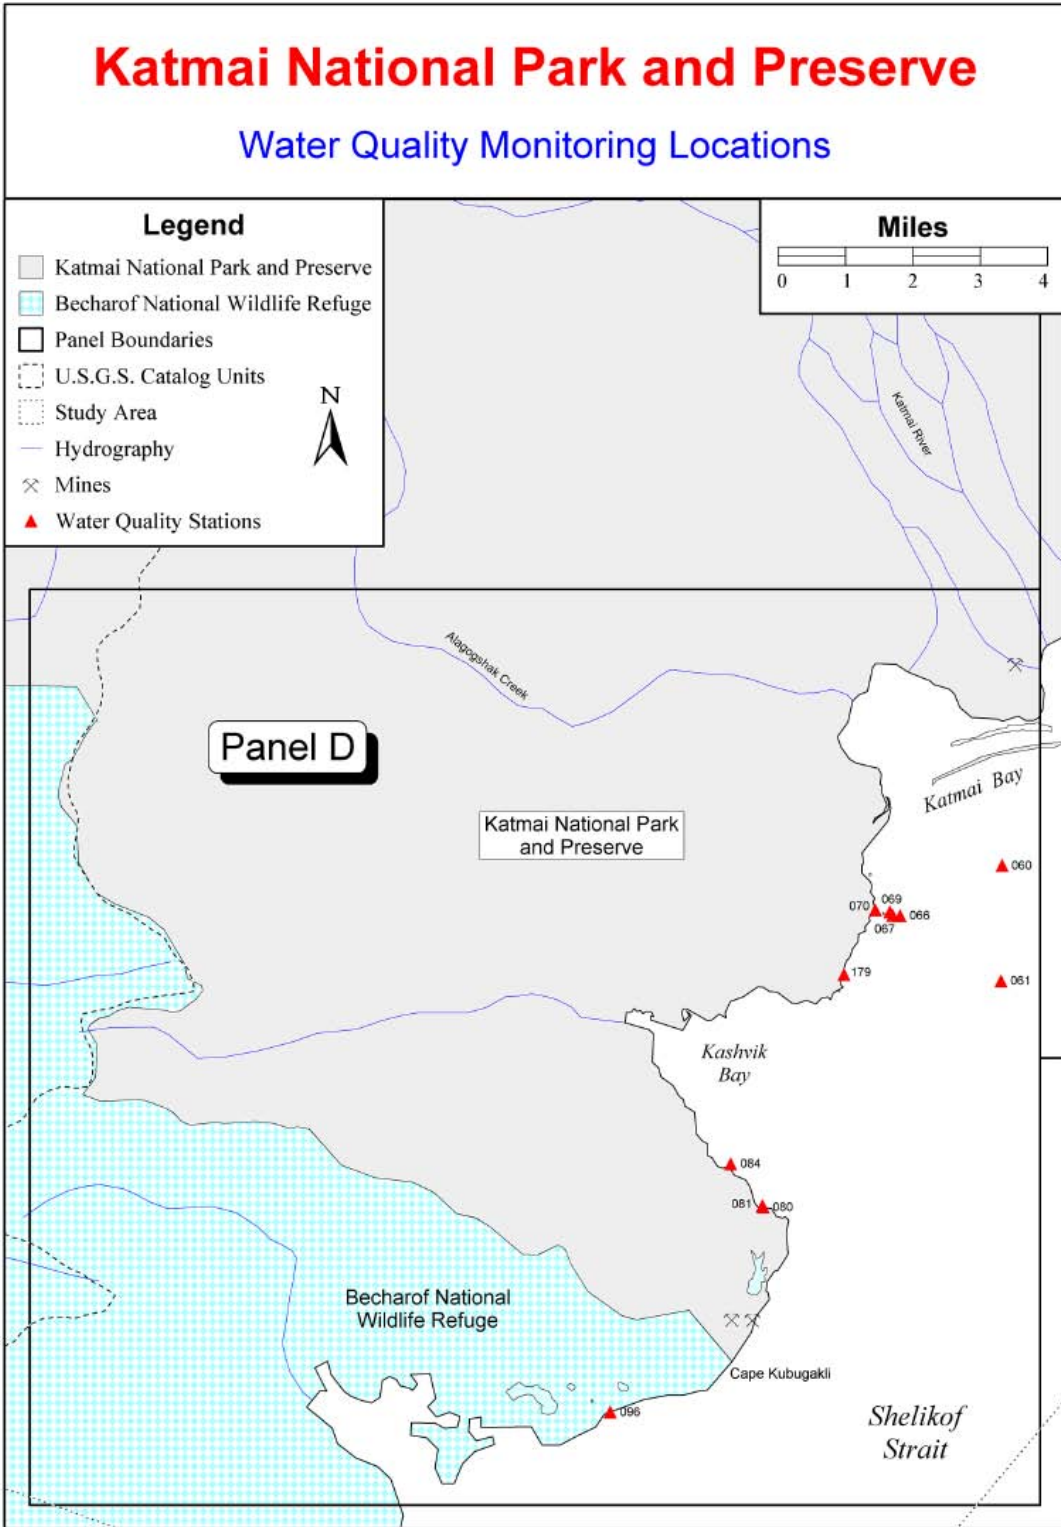 Katmai National Park and Preserve
Water Quality Monitoring Locations
Legend
Katmai National Park and Preserve
Becharof National Wildlife Refuge
Panel Boundaries
U.S.G.S. Catalog Units
Study Area
Hydrography
Mines
Water Quality Stations
N
Miles
0 1 2 3 4
Katmai River
Alagogshak Creek
Panel D
Katmai Bay
Katmai National Park
and Preserve
060
069
070
066
067
179
061
Kashvik
Bay
084
081
080
Becharof National
Wildlife Refuge
Cape Kubugakli
096
Shelikof
Strait